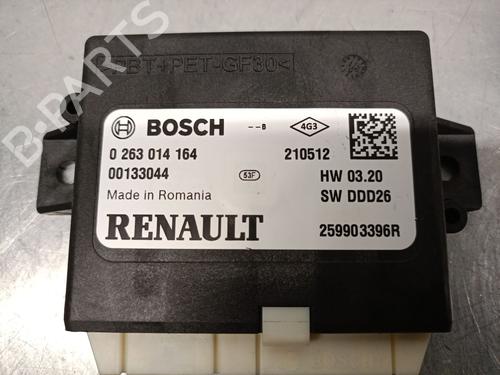 >PBT+PET-GF30<
BOSCH
--B
4G3
0 263 014 164
210512
00133044
53F
HW 03.20
Made in Romania
SW DDD26
RENAULT
259903396R
B-PARTS
BOSCH